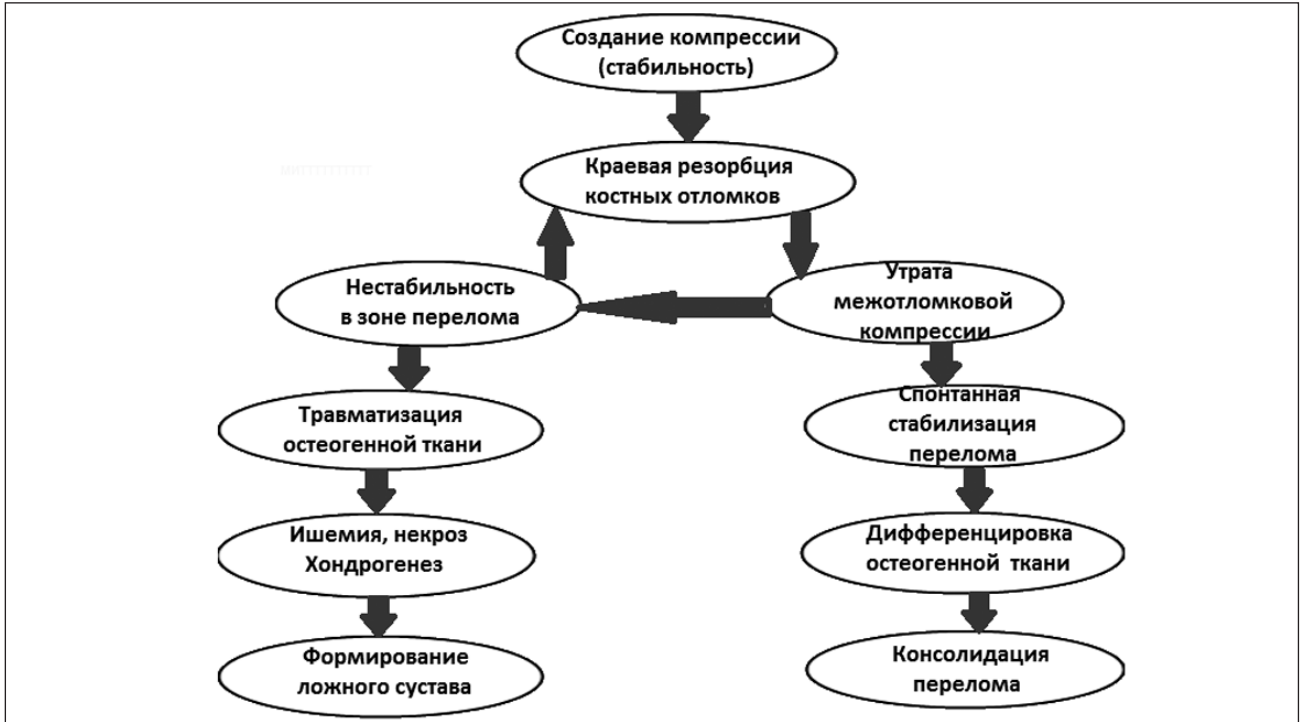 Создание компрессии
(стабильность)
Краевая резорбция
костных отломков
Нестабильность
в зоне перелома
Утрата
межотломковой
компрессии
Травматизация
остеогенной ткани
Спонтанная
стабилизация
перелома
Ишемия, некроз
Хондрогенез
Дифференцировка
остеогенной ткани
Формирование
ложного сустава
Консолидация
перелома